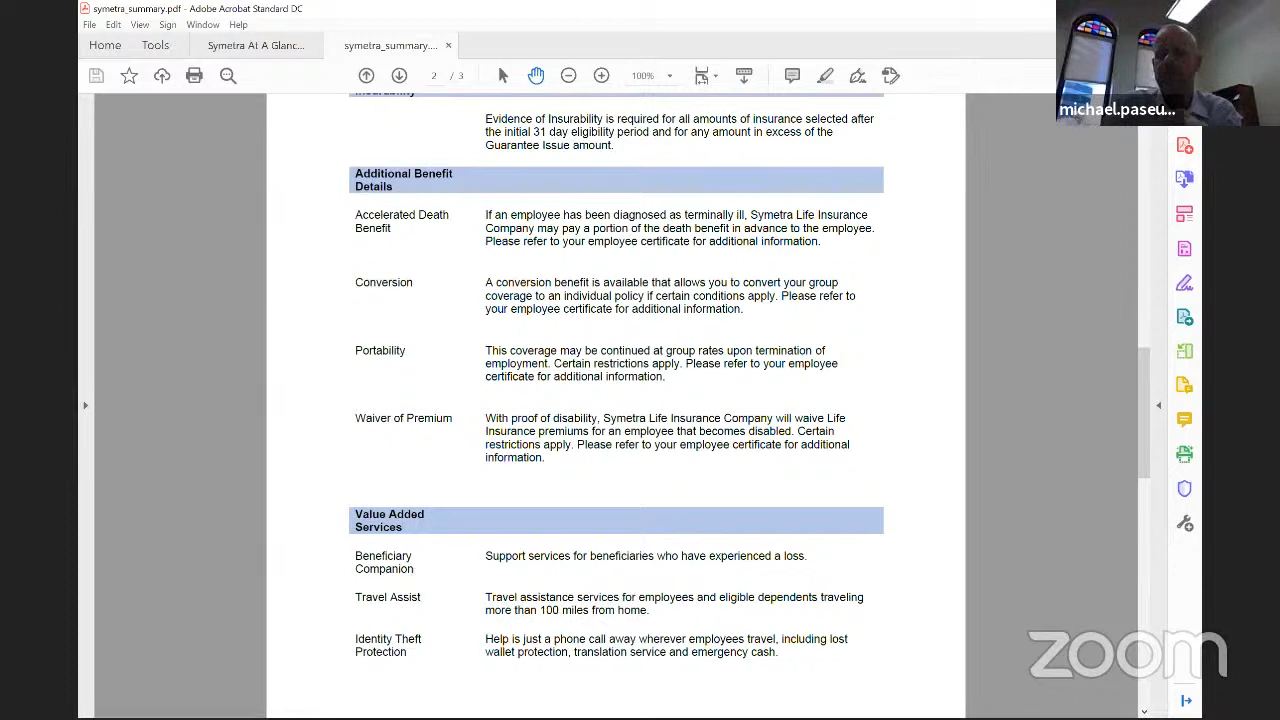 symetra_summary.pdf - Adobe Acrobat Standard DC
File Edit View Sign Window Help
Home Tools Symetra At A Glanc... symetra_summary.... ×
2 / 3 100%
michael.paseu...
Insurability
Evidence of Insurability is required for all amounts of insurance selected after
the initial 31 day eligibility period and for any amount in excess of the
Guarantee Issue amount.
Additional Benefit
Details
Accelerated Death
Benefit
If an employee has been diagnosed as terminally ill, Symetra Life Insurance
Company may pay a portion of the death benefit in advance to the employee.
Please refer to your employee certificate for additional information.
Conversion
A conversion benefit is available that allows you to convert your group
coverage to an individual policy if certain conditions apply. Please refer to
your employee certificate for additional information.
Portability
This coverage may be continued at group rates upon termination of
employment. Certain restrictions apply. Please refer to your employee
certificate for additional information.
Waiver of Premium
With proof of disability, Symetra Life Insurance Company will waive Life
Insurance premiums for an employee that becomes disabled. Certain
restrictions apply. Please refer to your employee certificate for additional
information.
Value Added
Services
Beneficiary
Companion
Support services for beneficiaries who have experienced a loss.
Travel Assist
Travel assistance services for employees and eligible dependents traveling
more than 100 miles from home.
Identity Theft
Protection
Help is just a phone call away wherever employees travel, including lost
wallet protection, translation service and emergency cash.
zoom